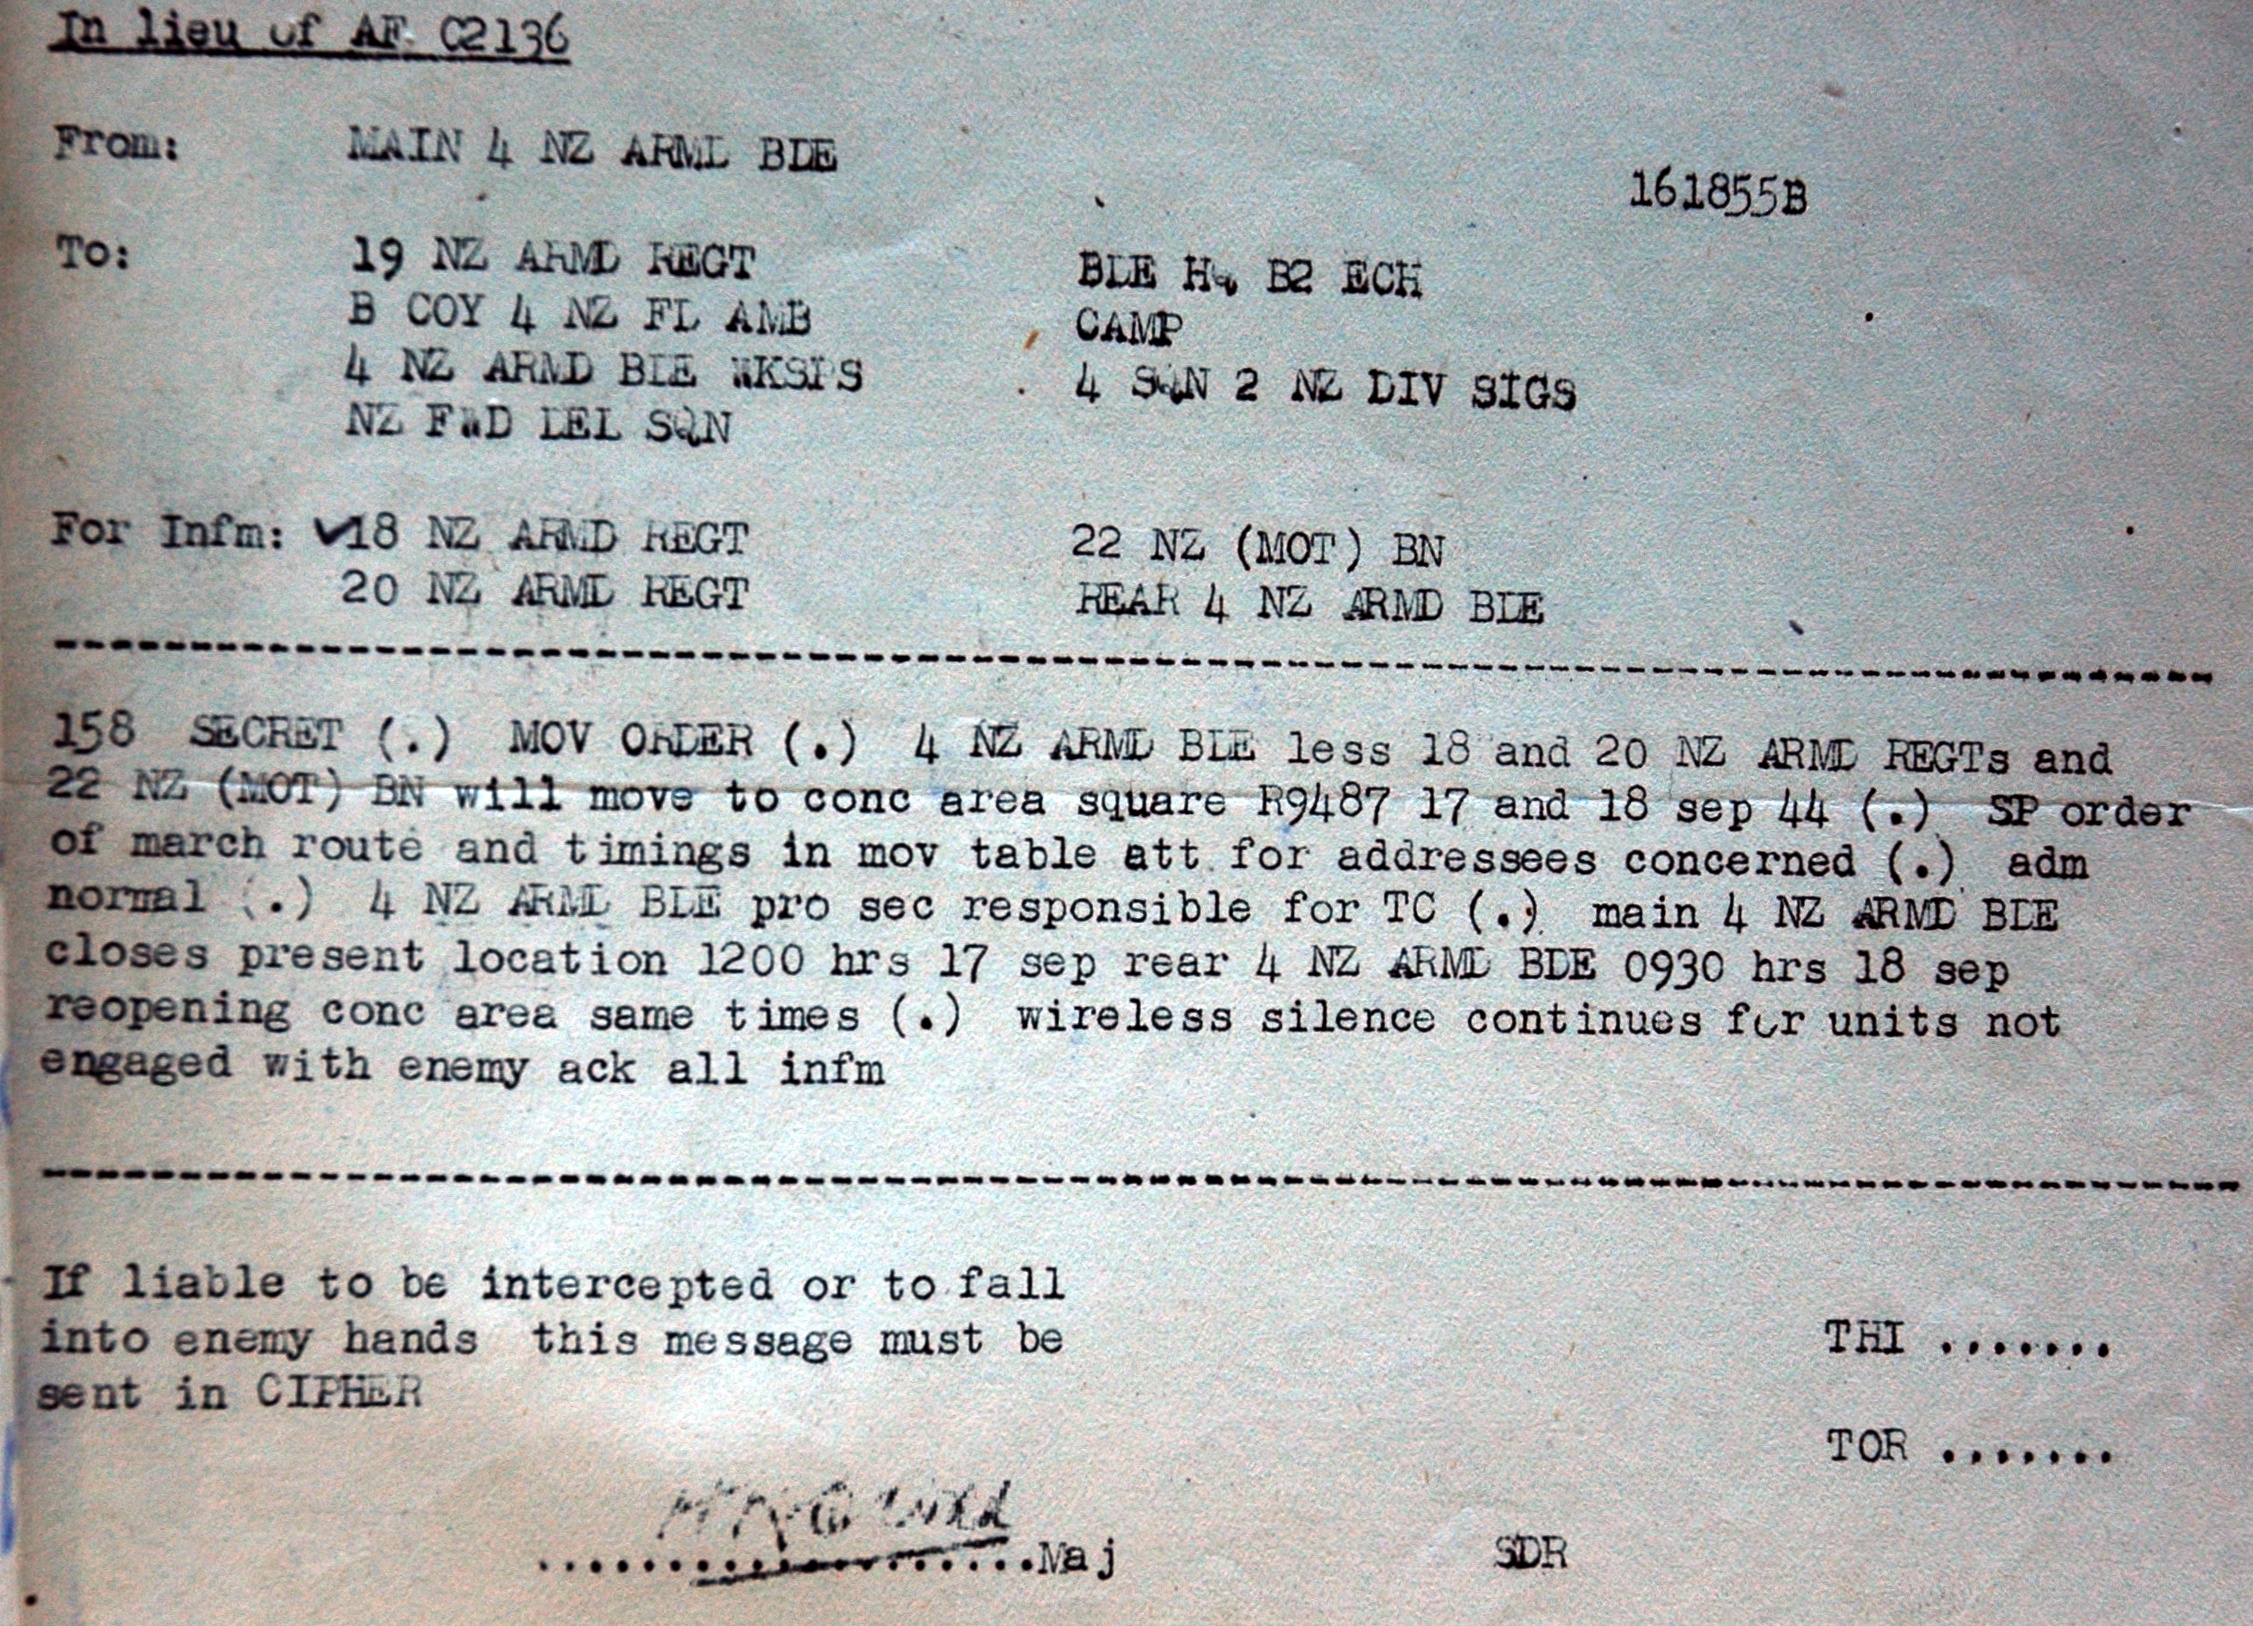 In lieu of AF C2136
From: MAIN 4 NZ ARMD BDE
161855B
To: 19 NZ ARMD REGT BDE HQ B2 ECH
B COY 4 NZ FD AMB CAMP
4 NZ ARMD BDE WKSPS 4 SQN 2 NZ DIV SIGS
NZ FWD DEL SQN
For Infm: ✓18 NZ ARMD REGT 22 NZ (MOT) BN
20 NZ ARMD REGT REAR 4 NZ ARMD BDE
158 SECRET (.) MOV ORDER (.) 4 NZ ARMD BDE less 18 and 20 NZ ARMD REGTs and
22 NZ (MOT) BN will move to conc area square R9487 17 and 18 sep 44 (.) SP order
of march route and timings in mov table att for addressees concerned (.) adm
normal (.) 4 NZ ARMD BDE pro sec responsible for TC (.) main 4 NZ ARMD BDE
closes present location 1200 hrs 17 sep rear 4 NZ ARMD BDE 0930 hrs 18 sep
reopening conc area same times (.) wireless silence continues for units not
engaged with enemy ack all infm
If liable to be intercepted or to fall
into enemy hands this message must be
sent in CIPHER
THI .......
TOR .......
....................Maj SDR